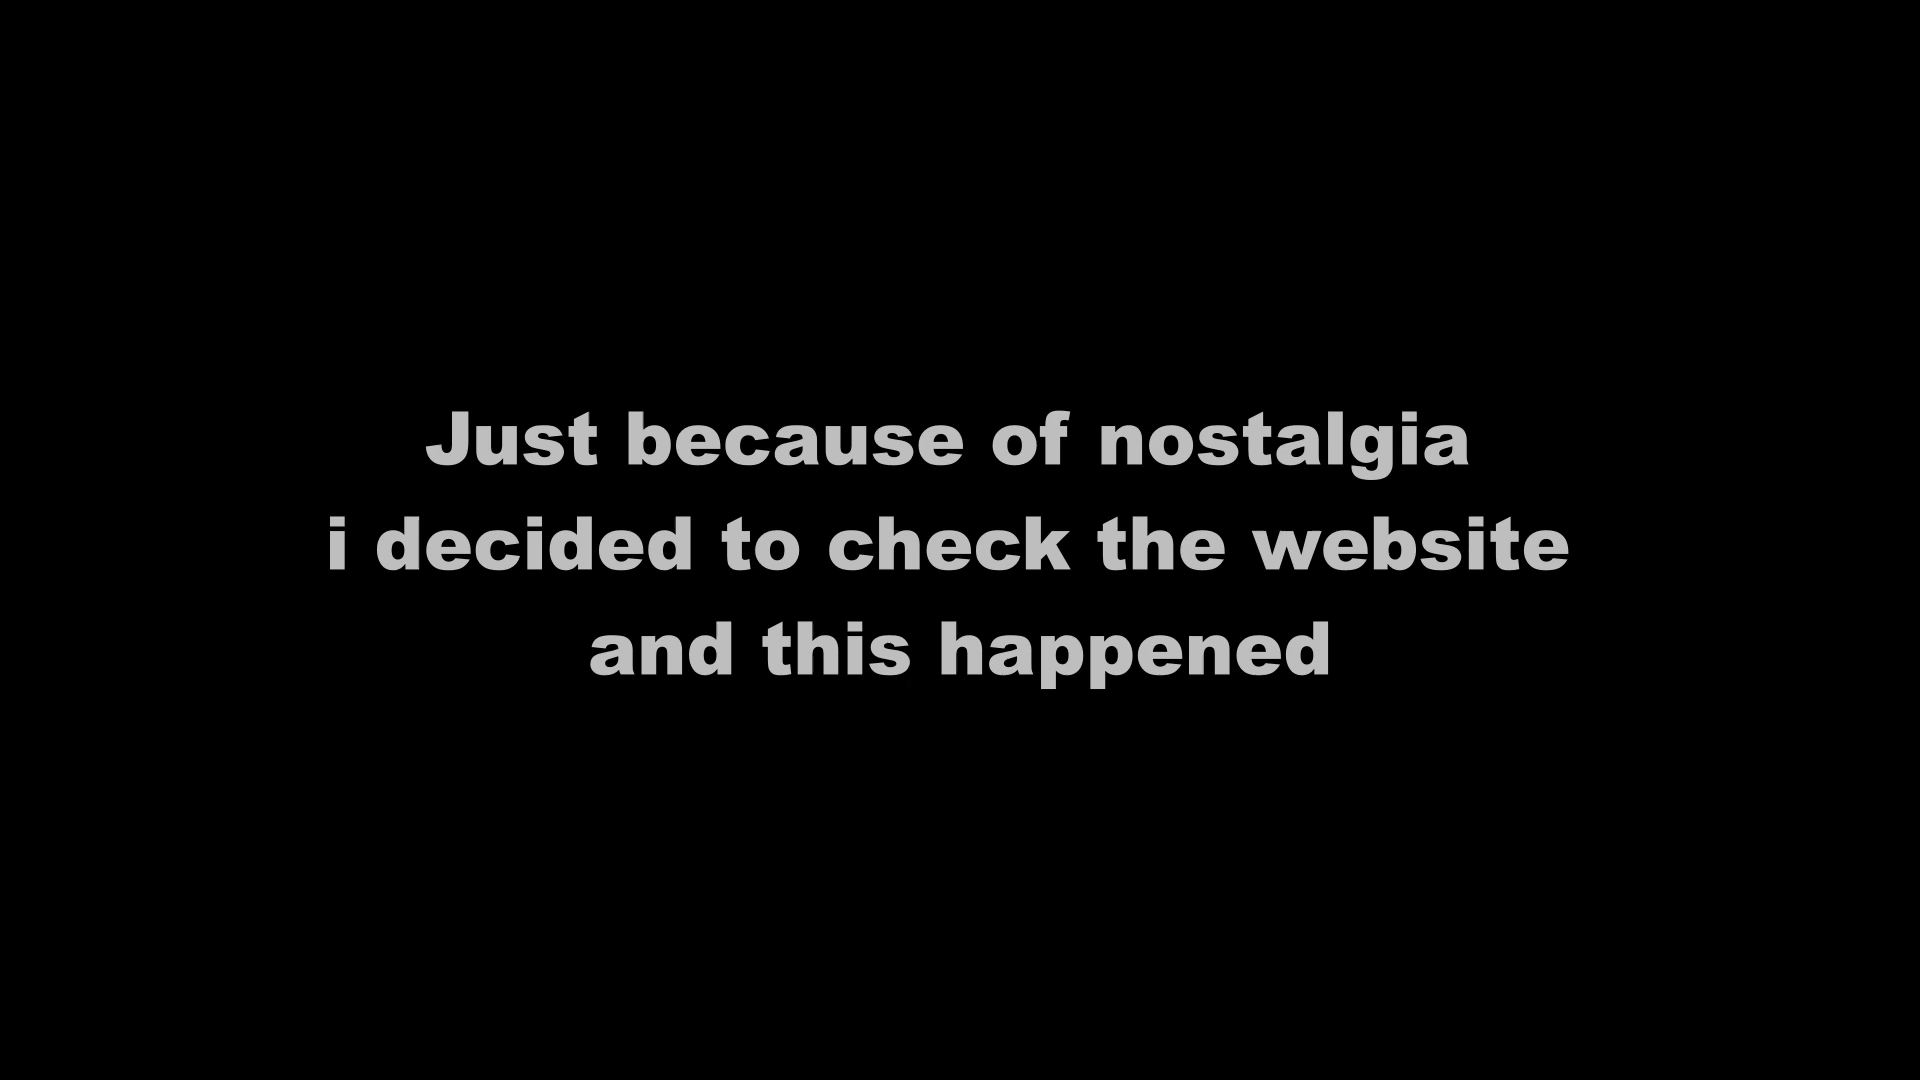 Just because of nostalgia
i decided to check the website
and this happened